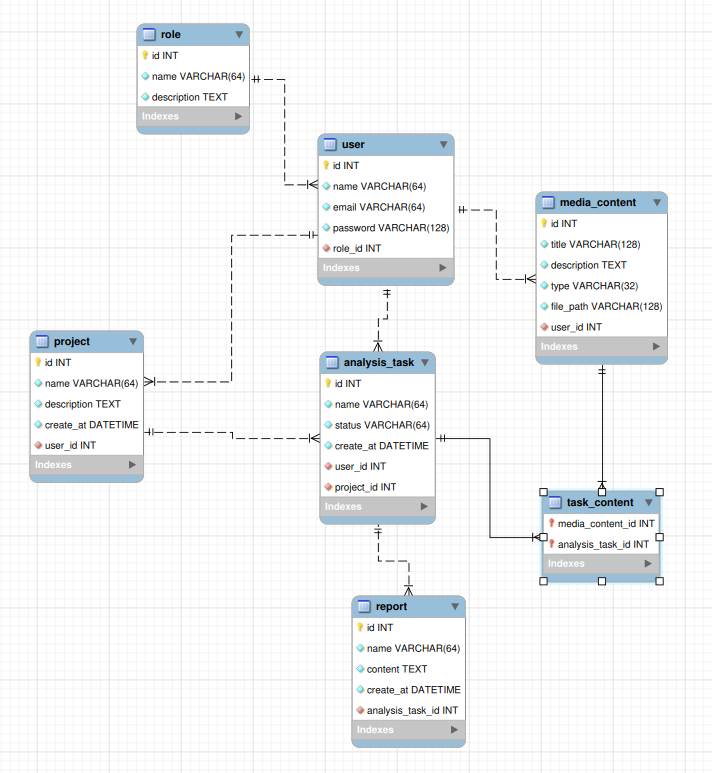 role
id INT
name VARCHAR(64)
description TEXT
Indexes
user
id INT
name VARCHAR(64)
email VARCHAR(64)
password VARCHAR(128)
role_id INT
Indexes
media_content
id INT
title VARCHAR(128)
description TEXT
type VARCHAR(32)
file_path VARCHAR(128)
user_id INT
Indexes
project
id INT
name VARCHAR(64)
description TEXT
create_at DATETIME
user_id INT
Indexes
analysis_task
id INT
name VARCHAR(64)
status VARCHAR(64)
create_at DATETIME
user_id INT
project_id INT
Indexes
task_content
media_content_id INT
analysis_task_id INT
Indexes
report
id INT
name VARCHAR(64)
content TEXT
create_at DATETIME
analysis_task_id INT
Indexes